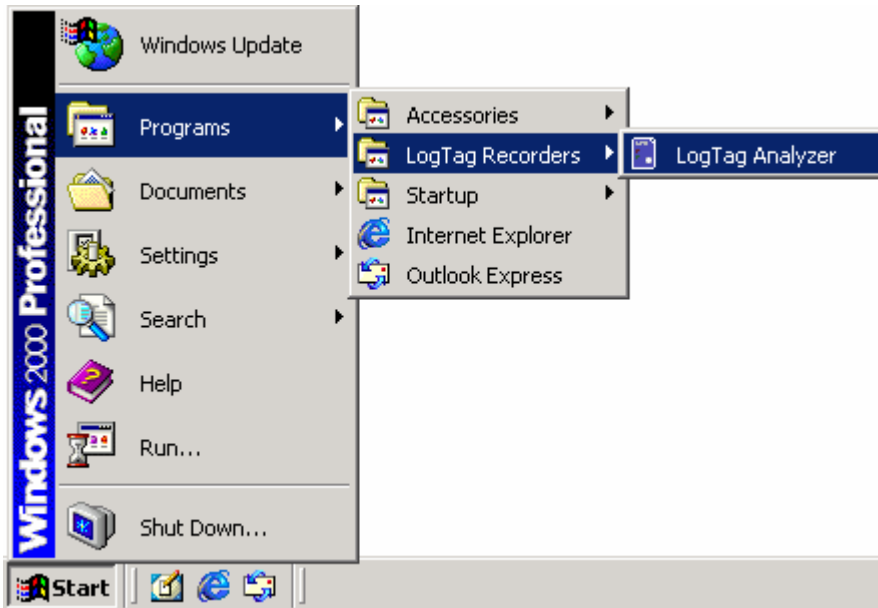 Windows Update
Programs
Documents
Settings
Search
Help
Run...
Shut Down...
Windows 2000 Professional
Accessories
LogTag Recorders
Startup
Internet Explorer
Outlook Express
LogTag Analyzer
Start